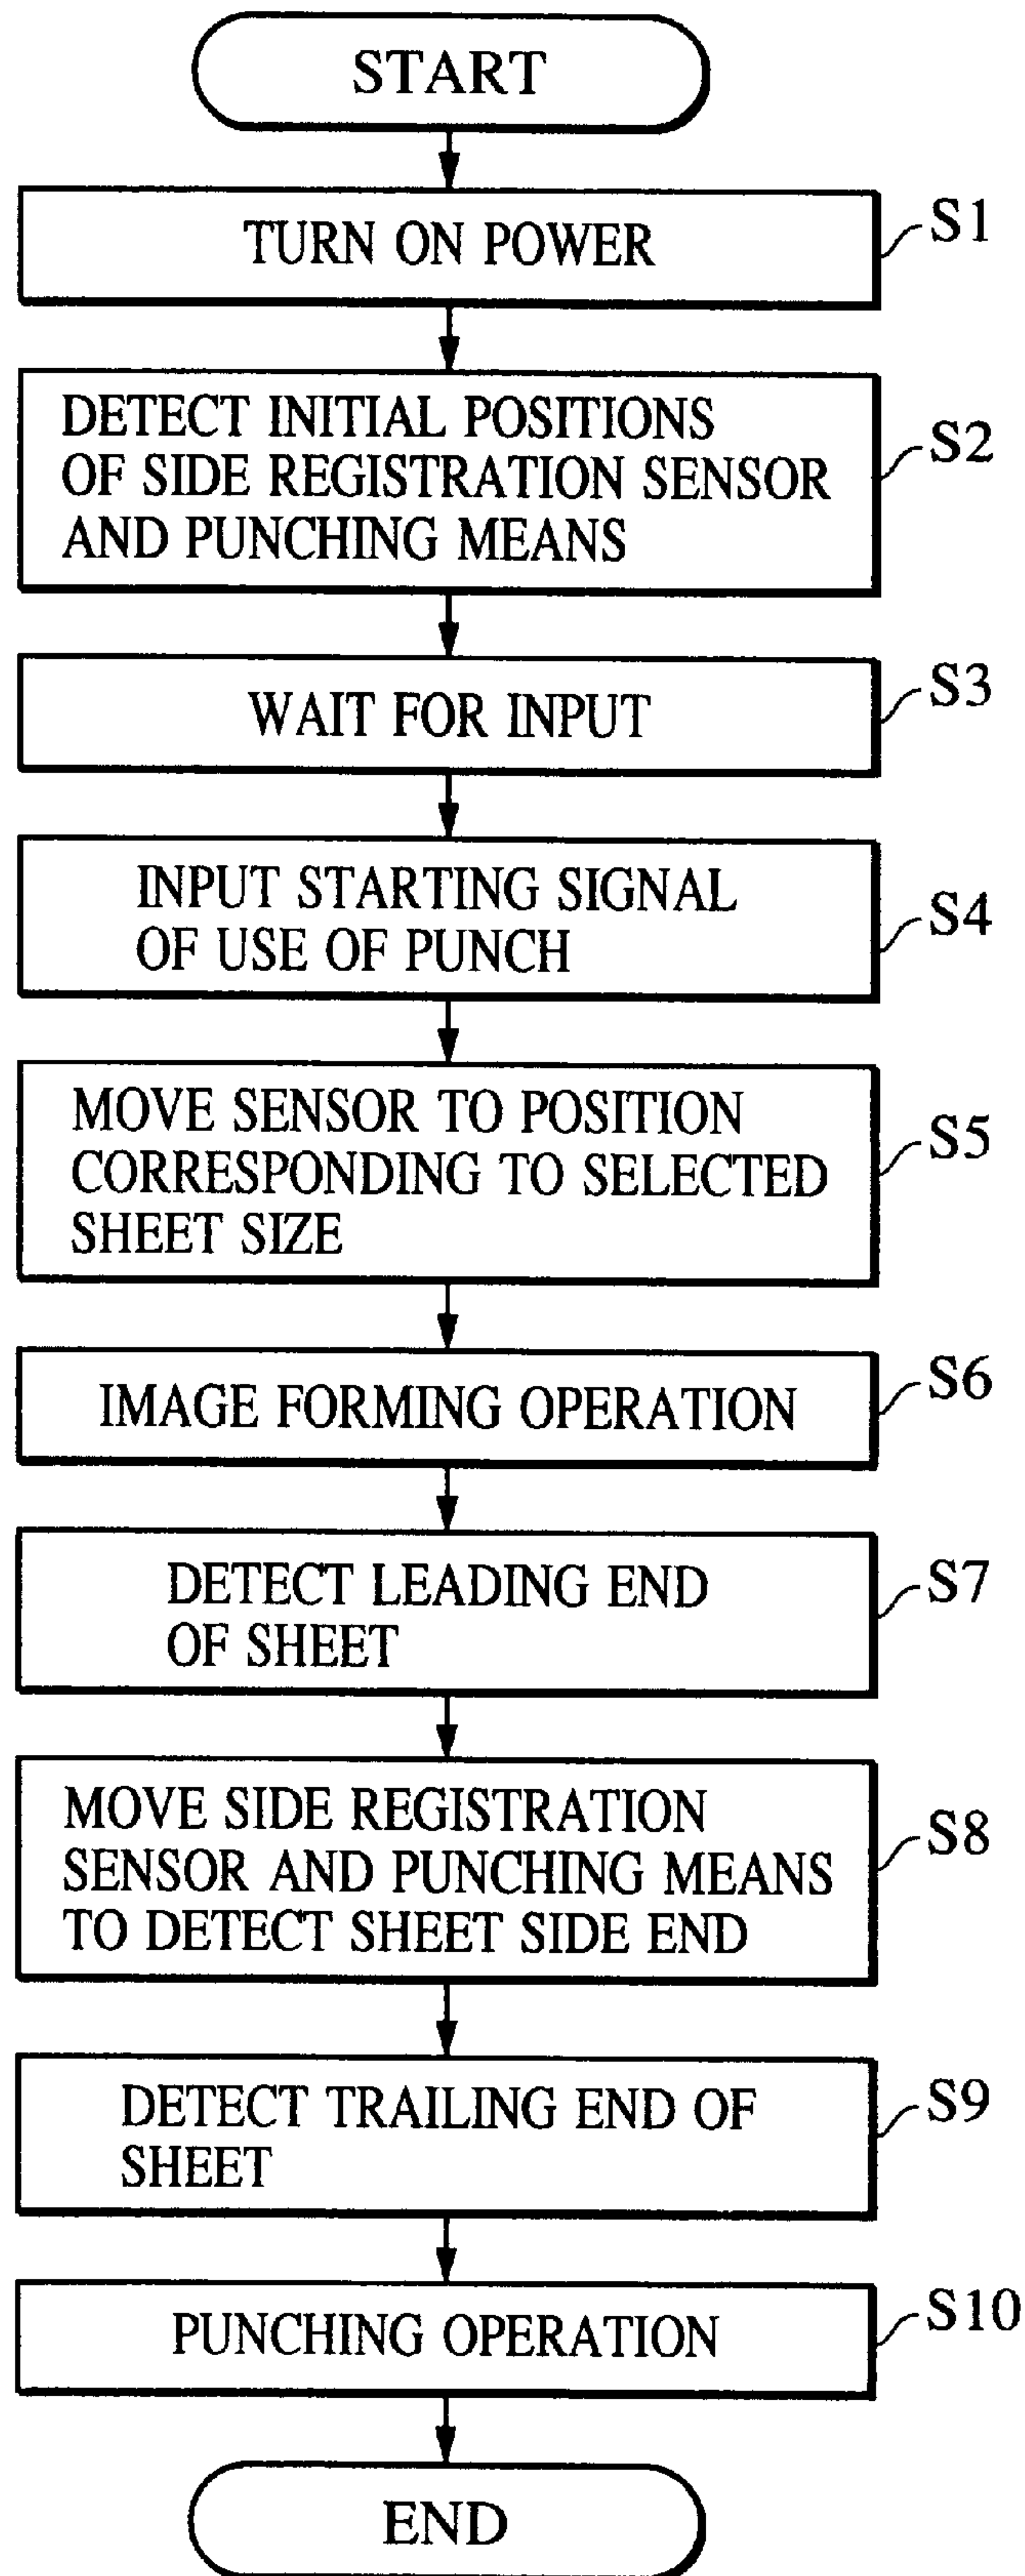 START
TURN ON POWER
S1
DETECT INITIAL POSITIONS
OF SIDE REGISTRATION SENSOR
AND PUNCHING MEANS
S2
WAIT FOR INPUT
S3
INPUT STARTING SIGNAL
OF USE OF PUNCH
S4
MOVE SENSOR TO POSITION
CORRESPONDING TO SELECTED
SHEET SIZE
S5
IMAGE FORMING OPERATION
S6
DETECT LEADING END
OF SHEET
S7
MOVE SIDE REGISTRATION
SENSOR AND PUNCHING MEANS
TO DETECT SHEET SIDE END
S8
DETECT TRAILING END OF
SHEET
S9
PUNCHING OPERATION
S10
END